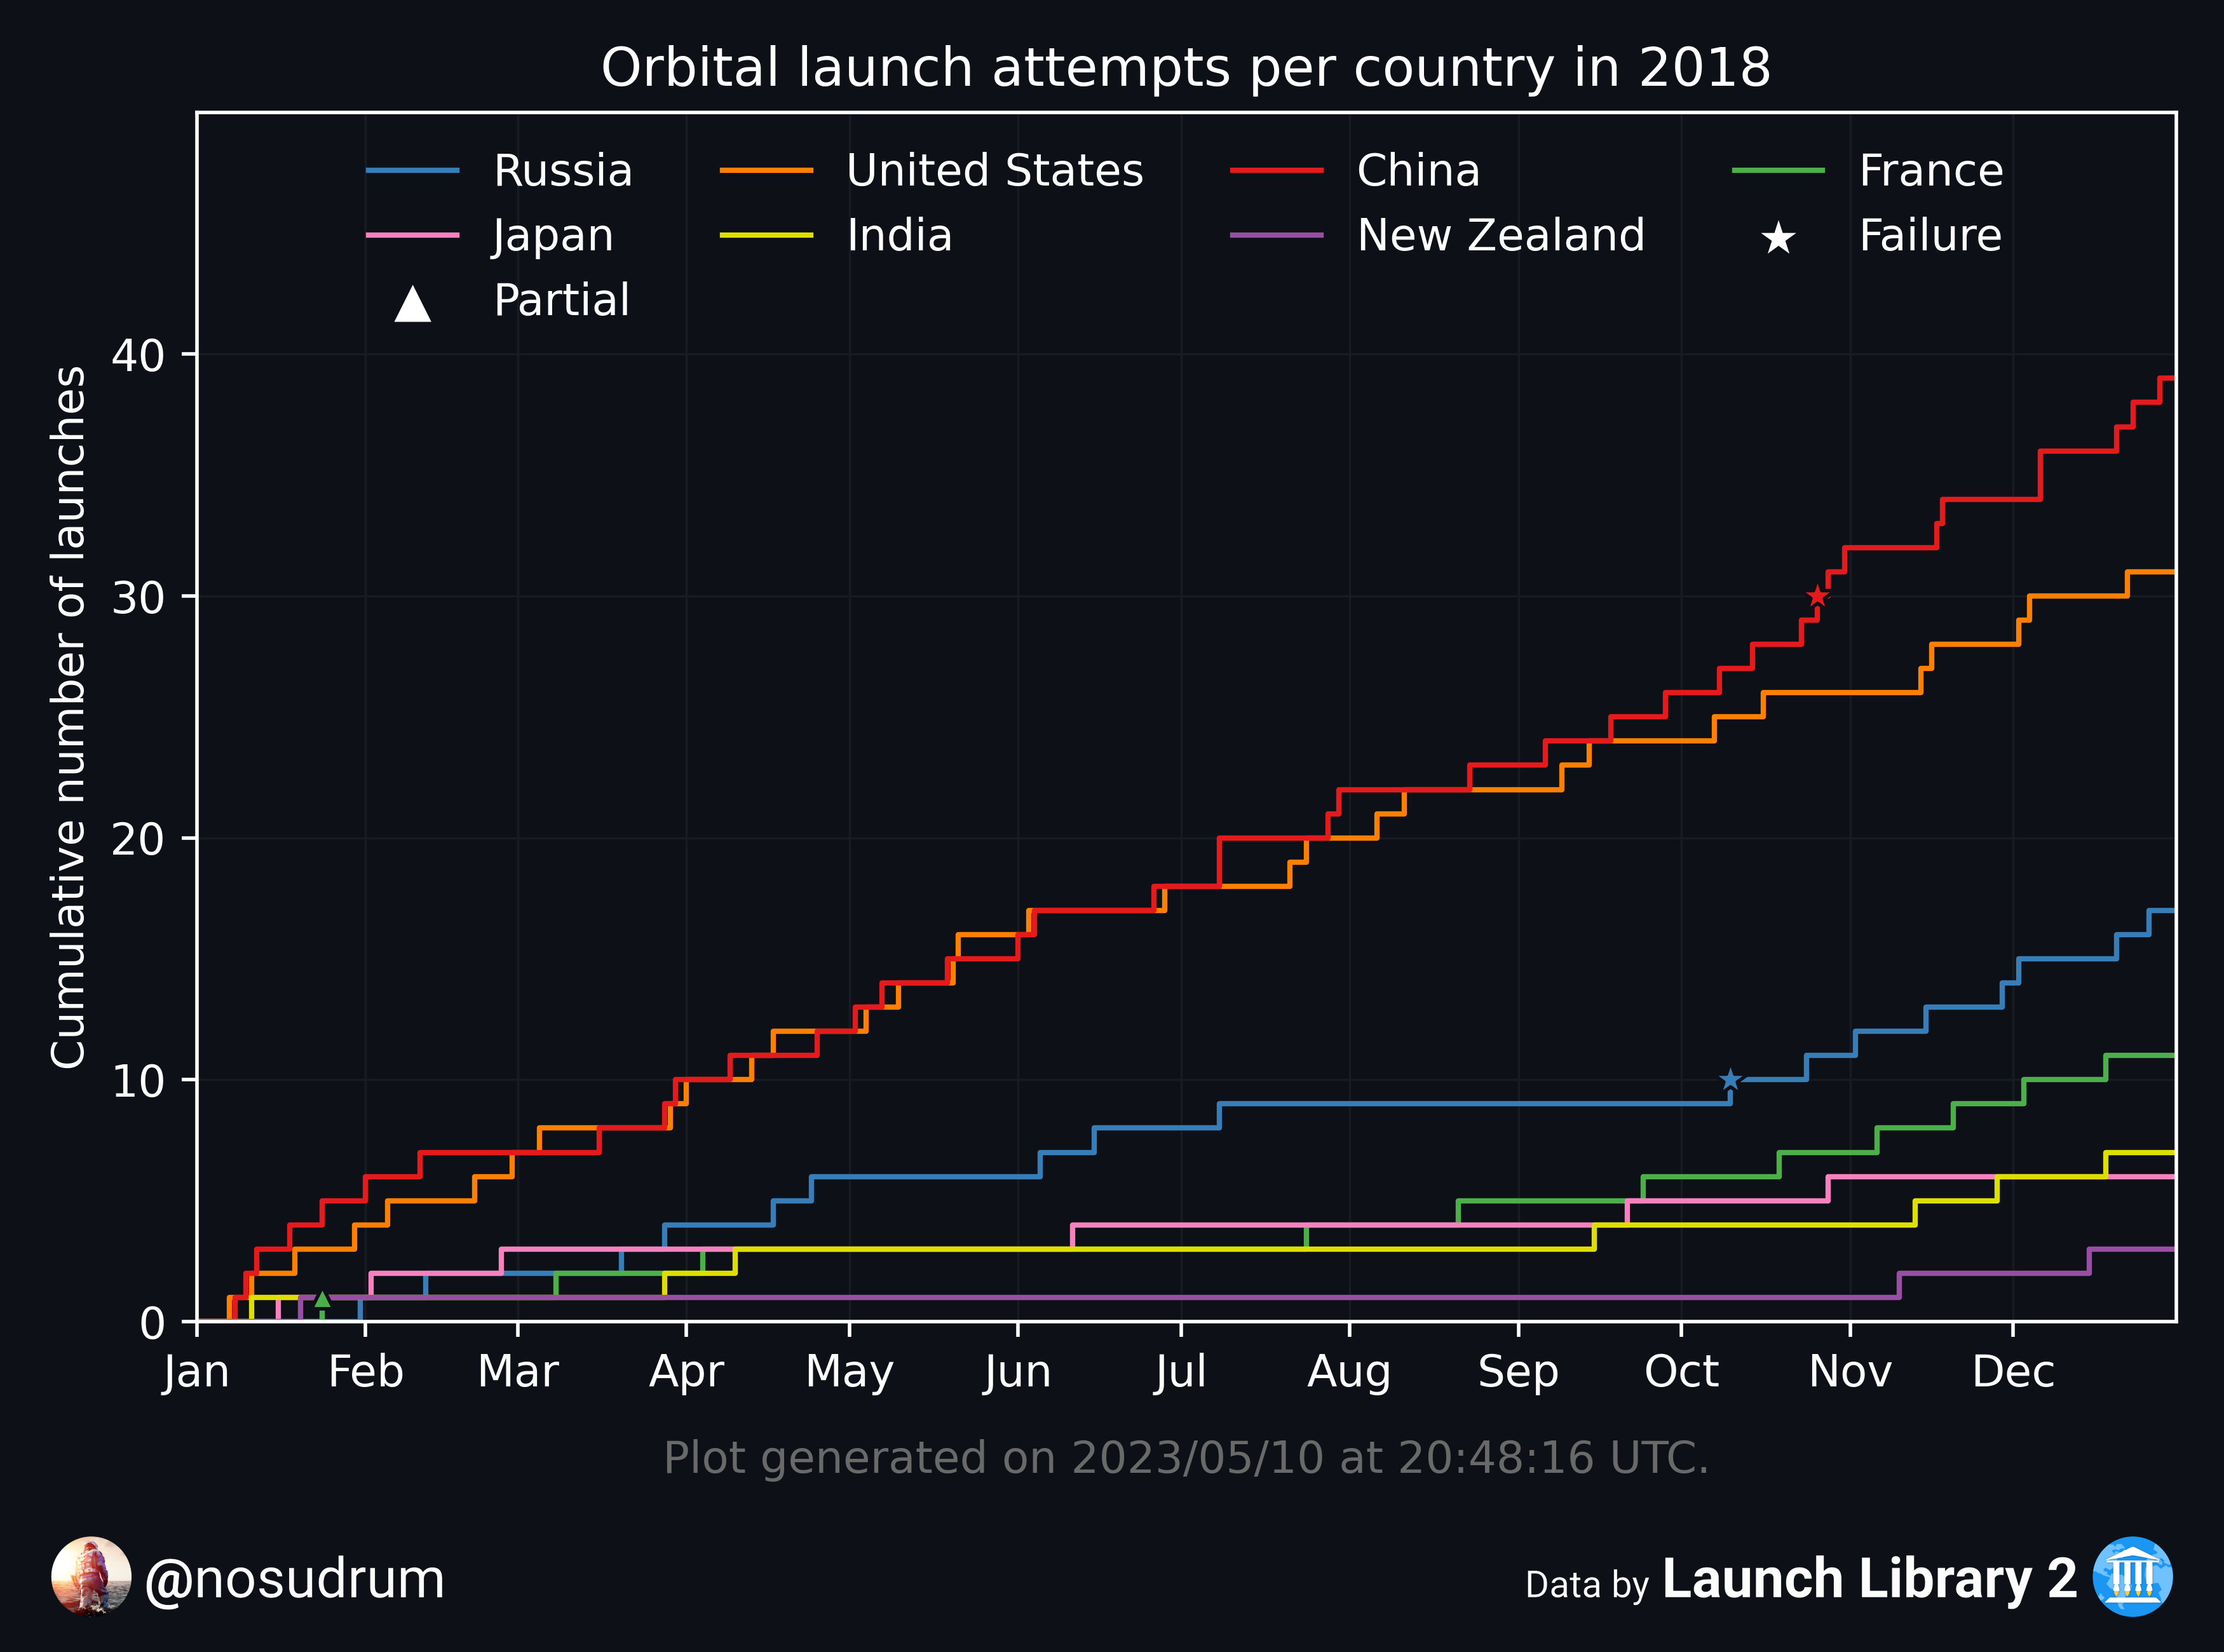 Orbital launch attempts per country in 2018
Russia United States China France
Japan India New Zealand Failure
Partial
Cumulative number of launches
40
30
20
10
0
Jan Feb Mar Apr May Jun Jul Aug Sep Oct Nov Dec
Plot generated on 2023/05/10 at 20:48:16 UTC.
@nosudrum
Data by Launch Library 2